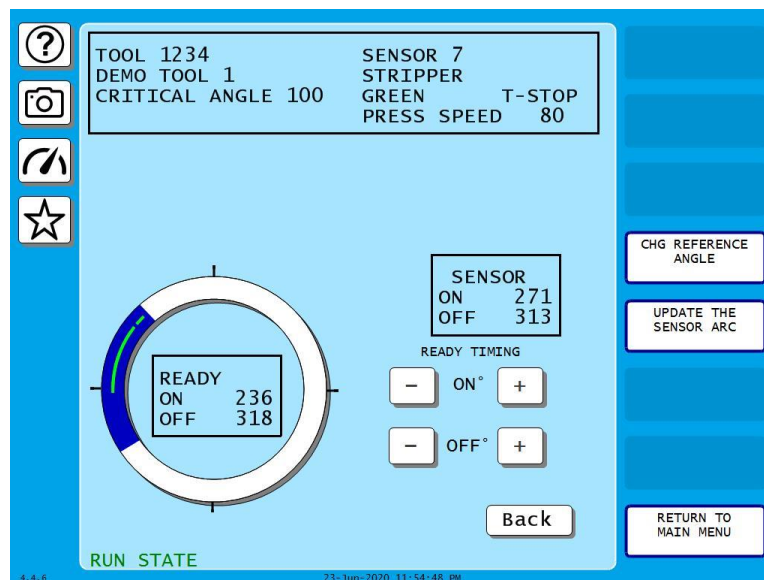 TOOL 1234
DEMO TOOL 1
CRITICAL ANGLE 100
SENSOR 7
STRIPPER
GREEN T-STOP
PRESS SPEED 80
CHG REFERENCE
ANGLE
SENSOR
ON 271
OFF 313
UPDATE THE
SENSOR ARC
READY TIMING
READY
ON 236
OFF 318
- ON° +
- OFF° +
Back
RETURN TO
MAIN MENU
RUN STATE
4.4.6
23-Jun-2020 11:54:48 PM